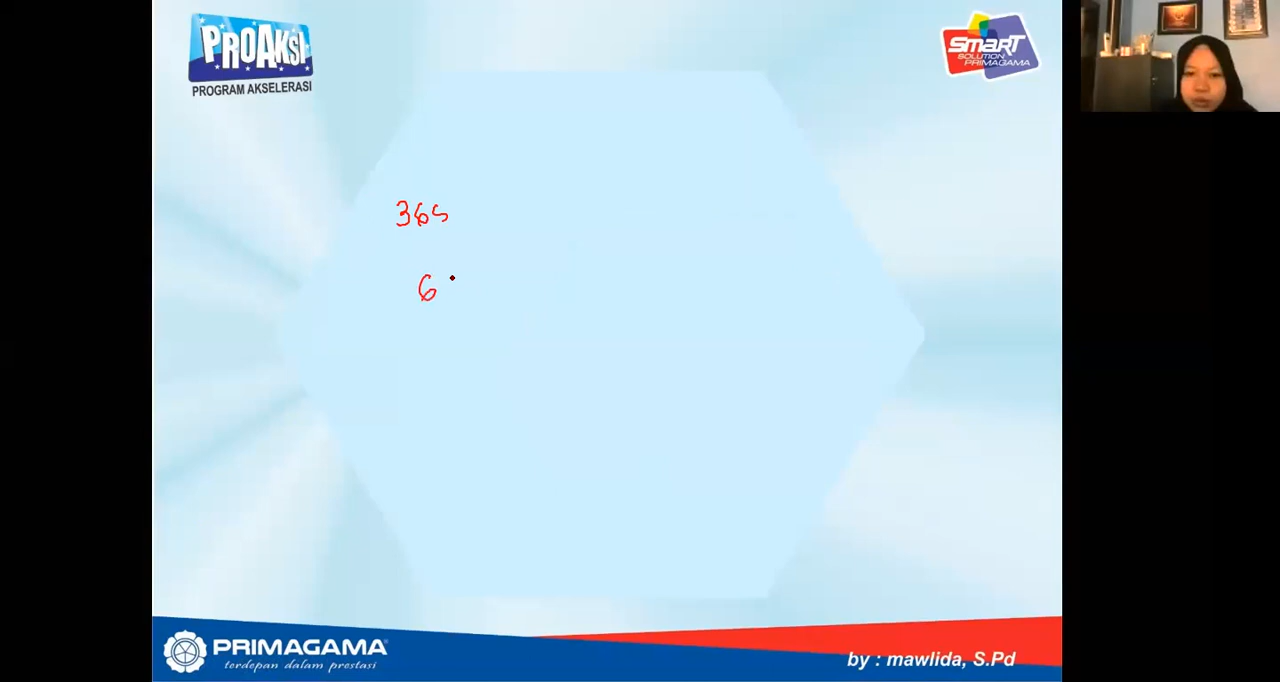 PROAKSI
PROGRAM AKSELERASI
SMART
SOLUTION
PRIMAGAMA
365
6
PRIMAGAMA®
terdepan dalam prestasi
by : mawlida, S.Pd